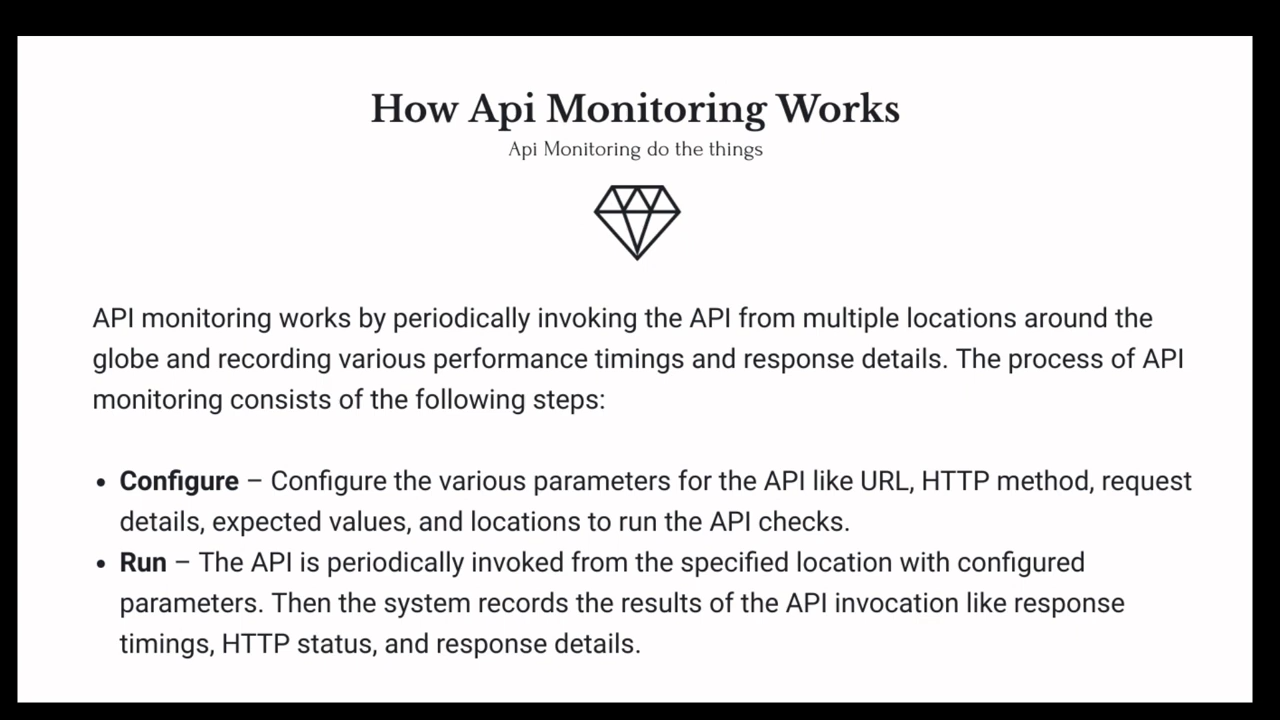 How Api Monitoring Works
Api Monitoring do the things
API monitoring works by periodically invoking the API from multiple locations around the
globe and recording various performance timings and response details. The process of API
monitoring consists of the following steps:
• Configure – Configure the various parameters for the API like URL, HTTP method, request
details, expected values, and locations to run the API checks.
• Run – The API is periodically invoked from the specified location with configured
parameters. Then the system records the results of the API invocation like response
timings, HTTP status, and response details.